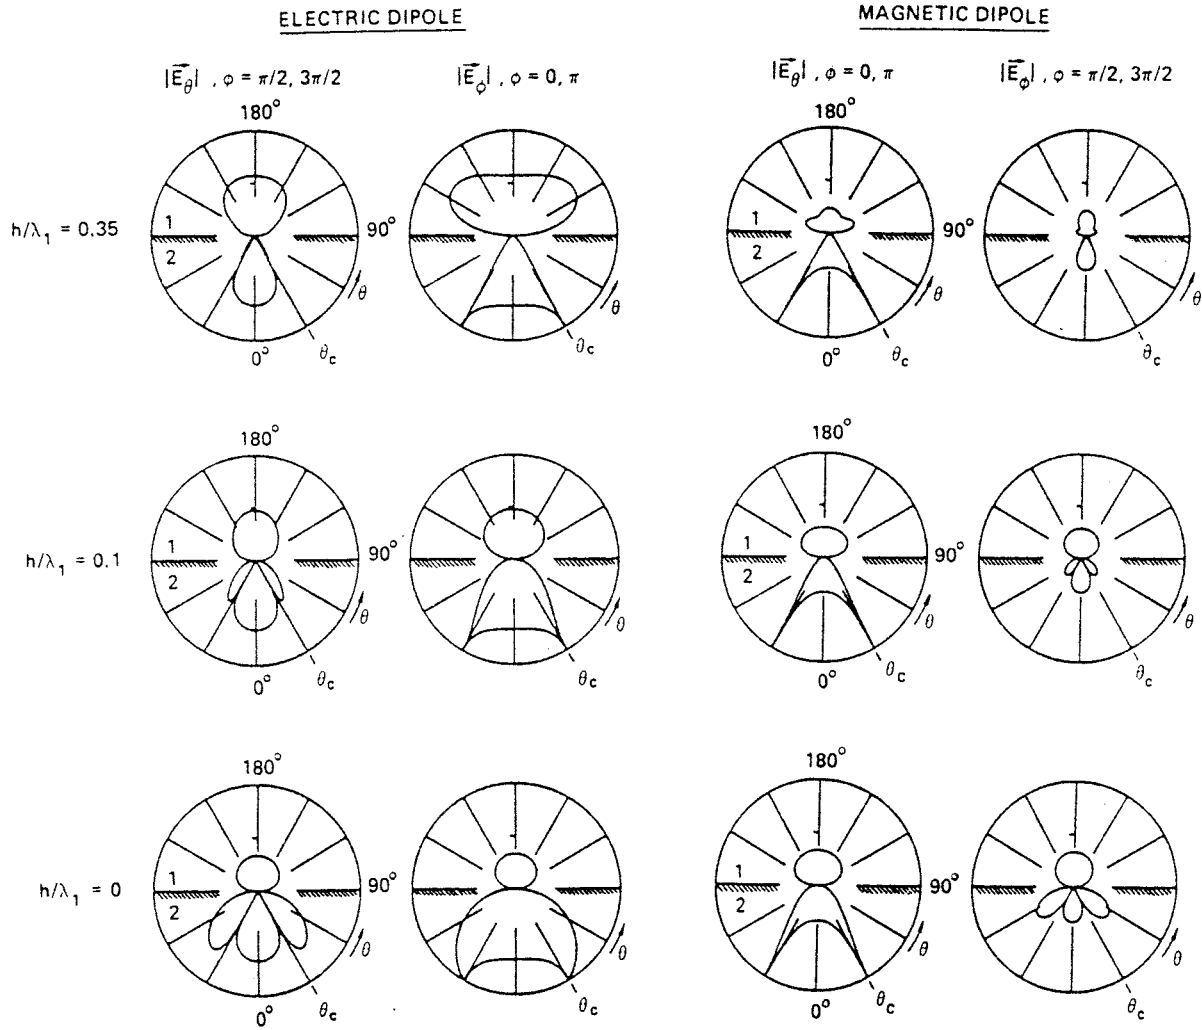 ELECTRIC DIPOLE
MAGNETIC DIPOLE
|E⃗θ| , φ = π/2, 3π/2
|E⃗φ| , φ = 0, π
|E⃗θ| , φ = 0, π
|E⃗φ| , φ = π/2, 3π/2
180°
180°
h/λ₁ = 0.35
1
2
90°
1
2
90°
θ
θ
θ
θ
0°
θc
θc
0°
θc
θc
180°
180°
h/λ₁ = 0.1
1
2
90°
1
2
90°
θ
θ
θ
θ
0°
θc
θc
0°
θc
θc
180°
180°
h/λ₁ = 0
1
2
90°
1
2
90°
θ
θ
θ
θ
0°
θc
θc
0°
θc
θc